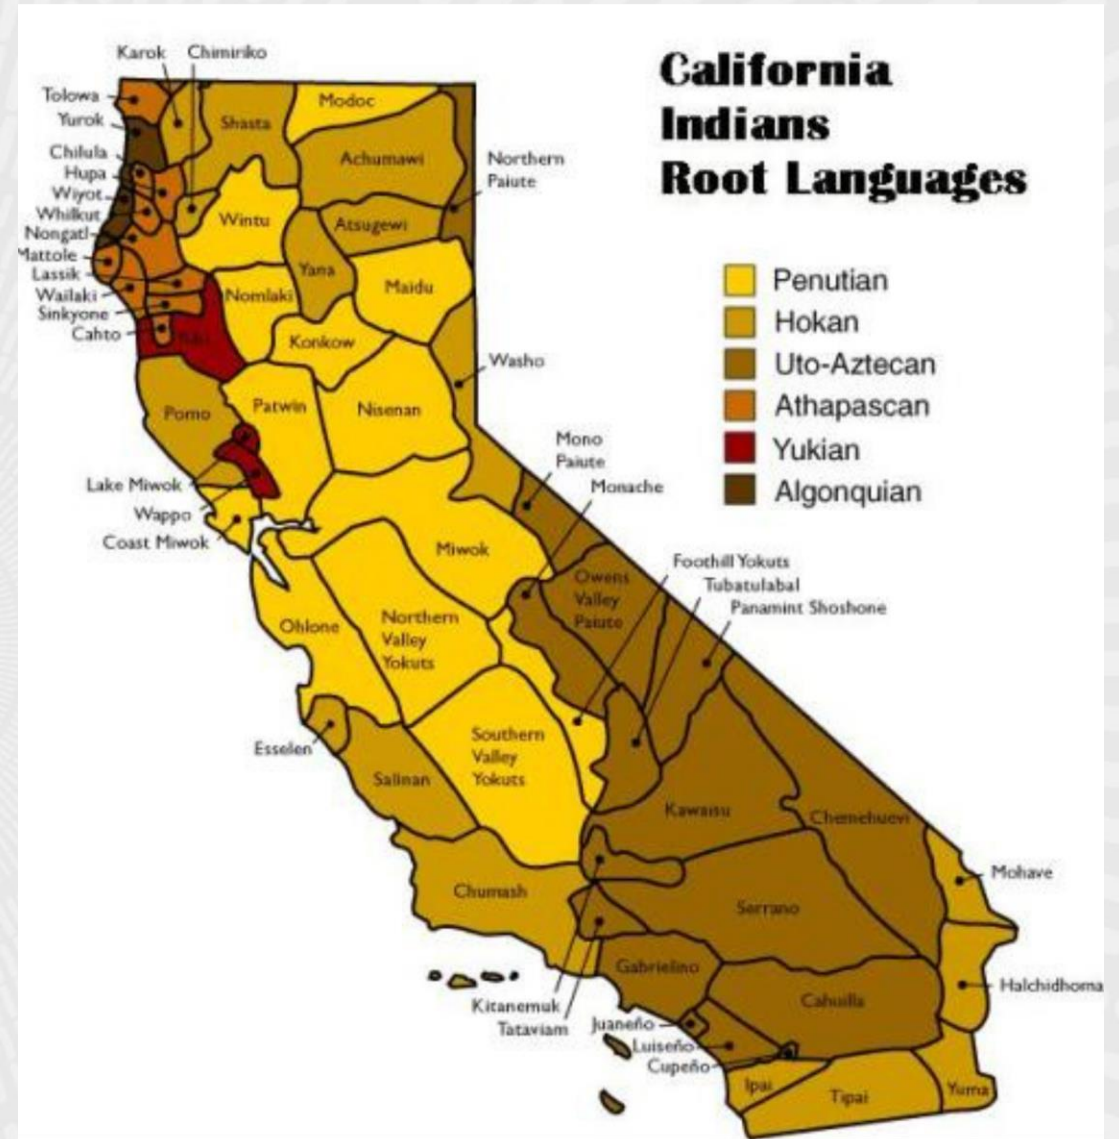 California
Indians
Root Languages
Penutian
Hokan
Uto-Aztecan
Athapascan
Yukian
Algonquian
Karok
Chimiriko
Tolowa
Yurok
Chilula
Hupa
Wiyot
Whilkut
Nongatl
Mattole
Lassik
Wailaki
Sinkyone
Cahto
Yuki
Shasta
Modoc
Achumawi
Northern
Paiute
Wintu
Atsugewi
Yana
Nomlaki
Maidu
Konkow
Washo
Pomo
Patwin
Nisenan
Lake Miwok
Wappo
Coast Miwok
Mono
Paiute
Monache
Miwok
Foothill Yokuts
Tubatulabal
Panamint Shoshone
Owens
Valley
Paiute
Ohlone
Northern
Valley
Yokuts
Esselen
Salinan
Southern
Valley
Yokuts
Kawaisu
Chemehuevi
Mohave
Chumash
Serrano
Gabrielino
Cahuilla
Halchidhoma
Kitanemuk
Tataviam
Juaneño
Luiseño
Cupeño
Ipai
Tipai
Yuma